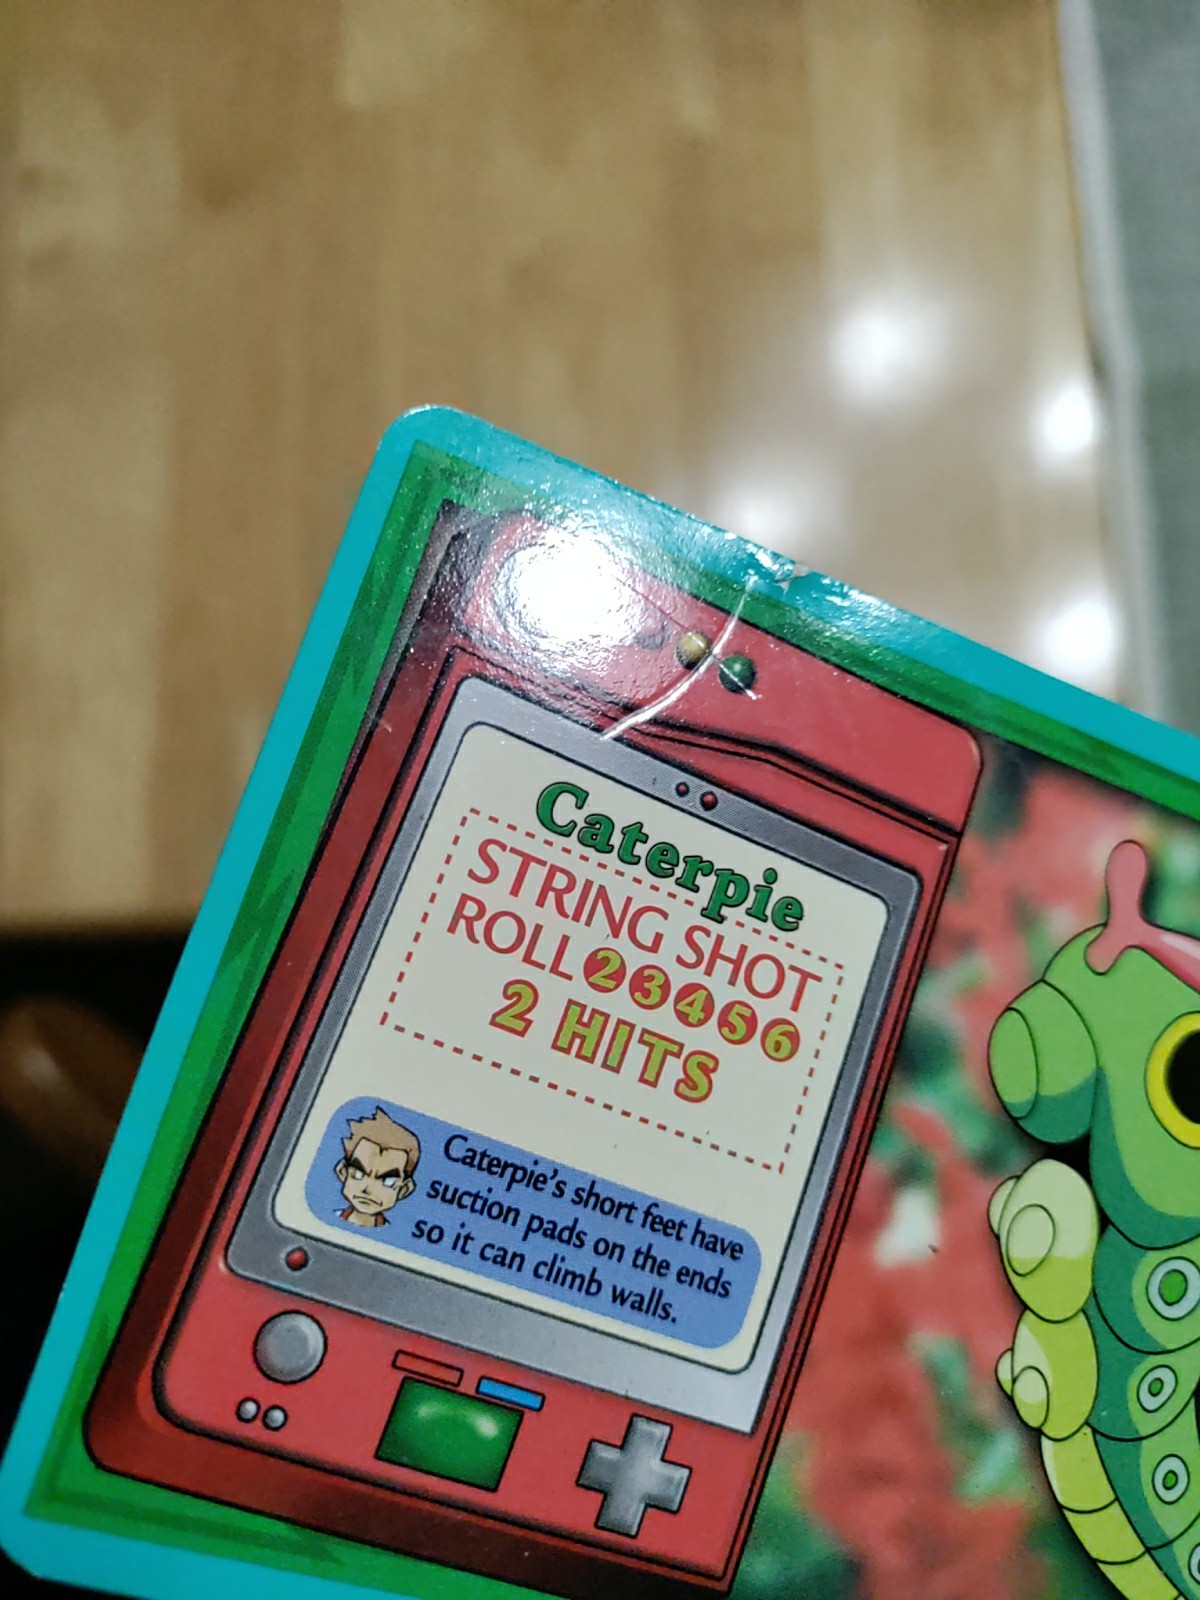 Caterpie
STRING SHOT
ROLL 2 3 4 5 6
2 HITS
Caterpie's short feet have
suction pads on the ends
so it can climb walls.